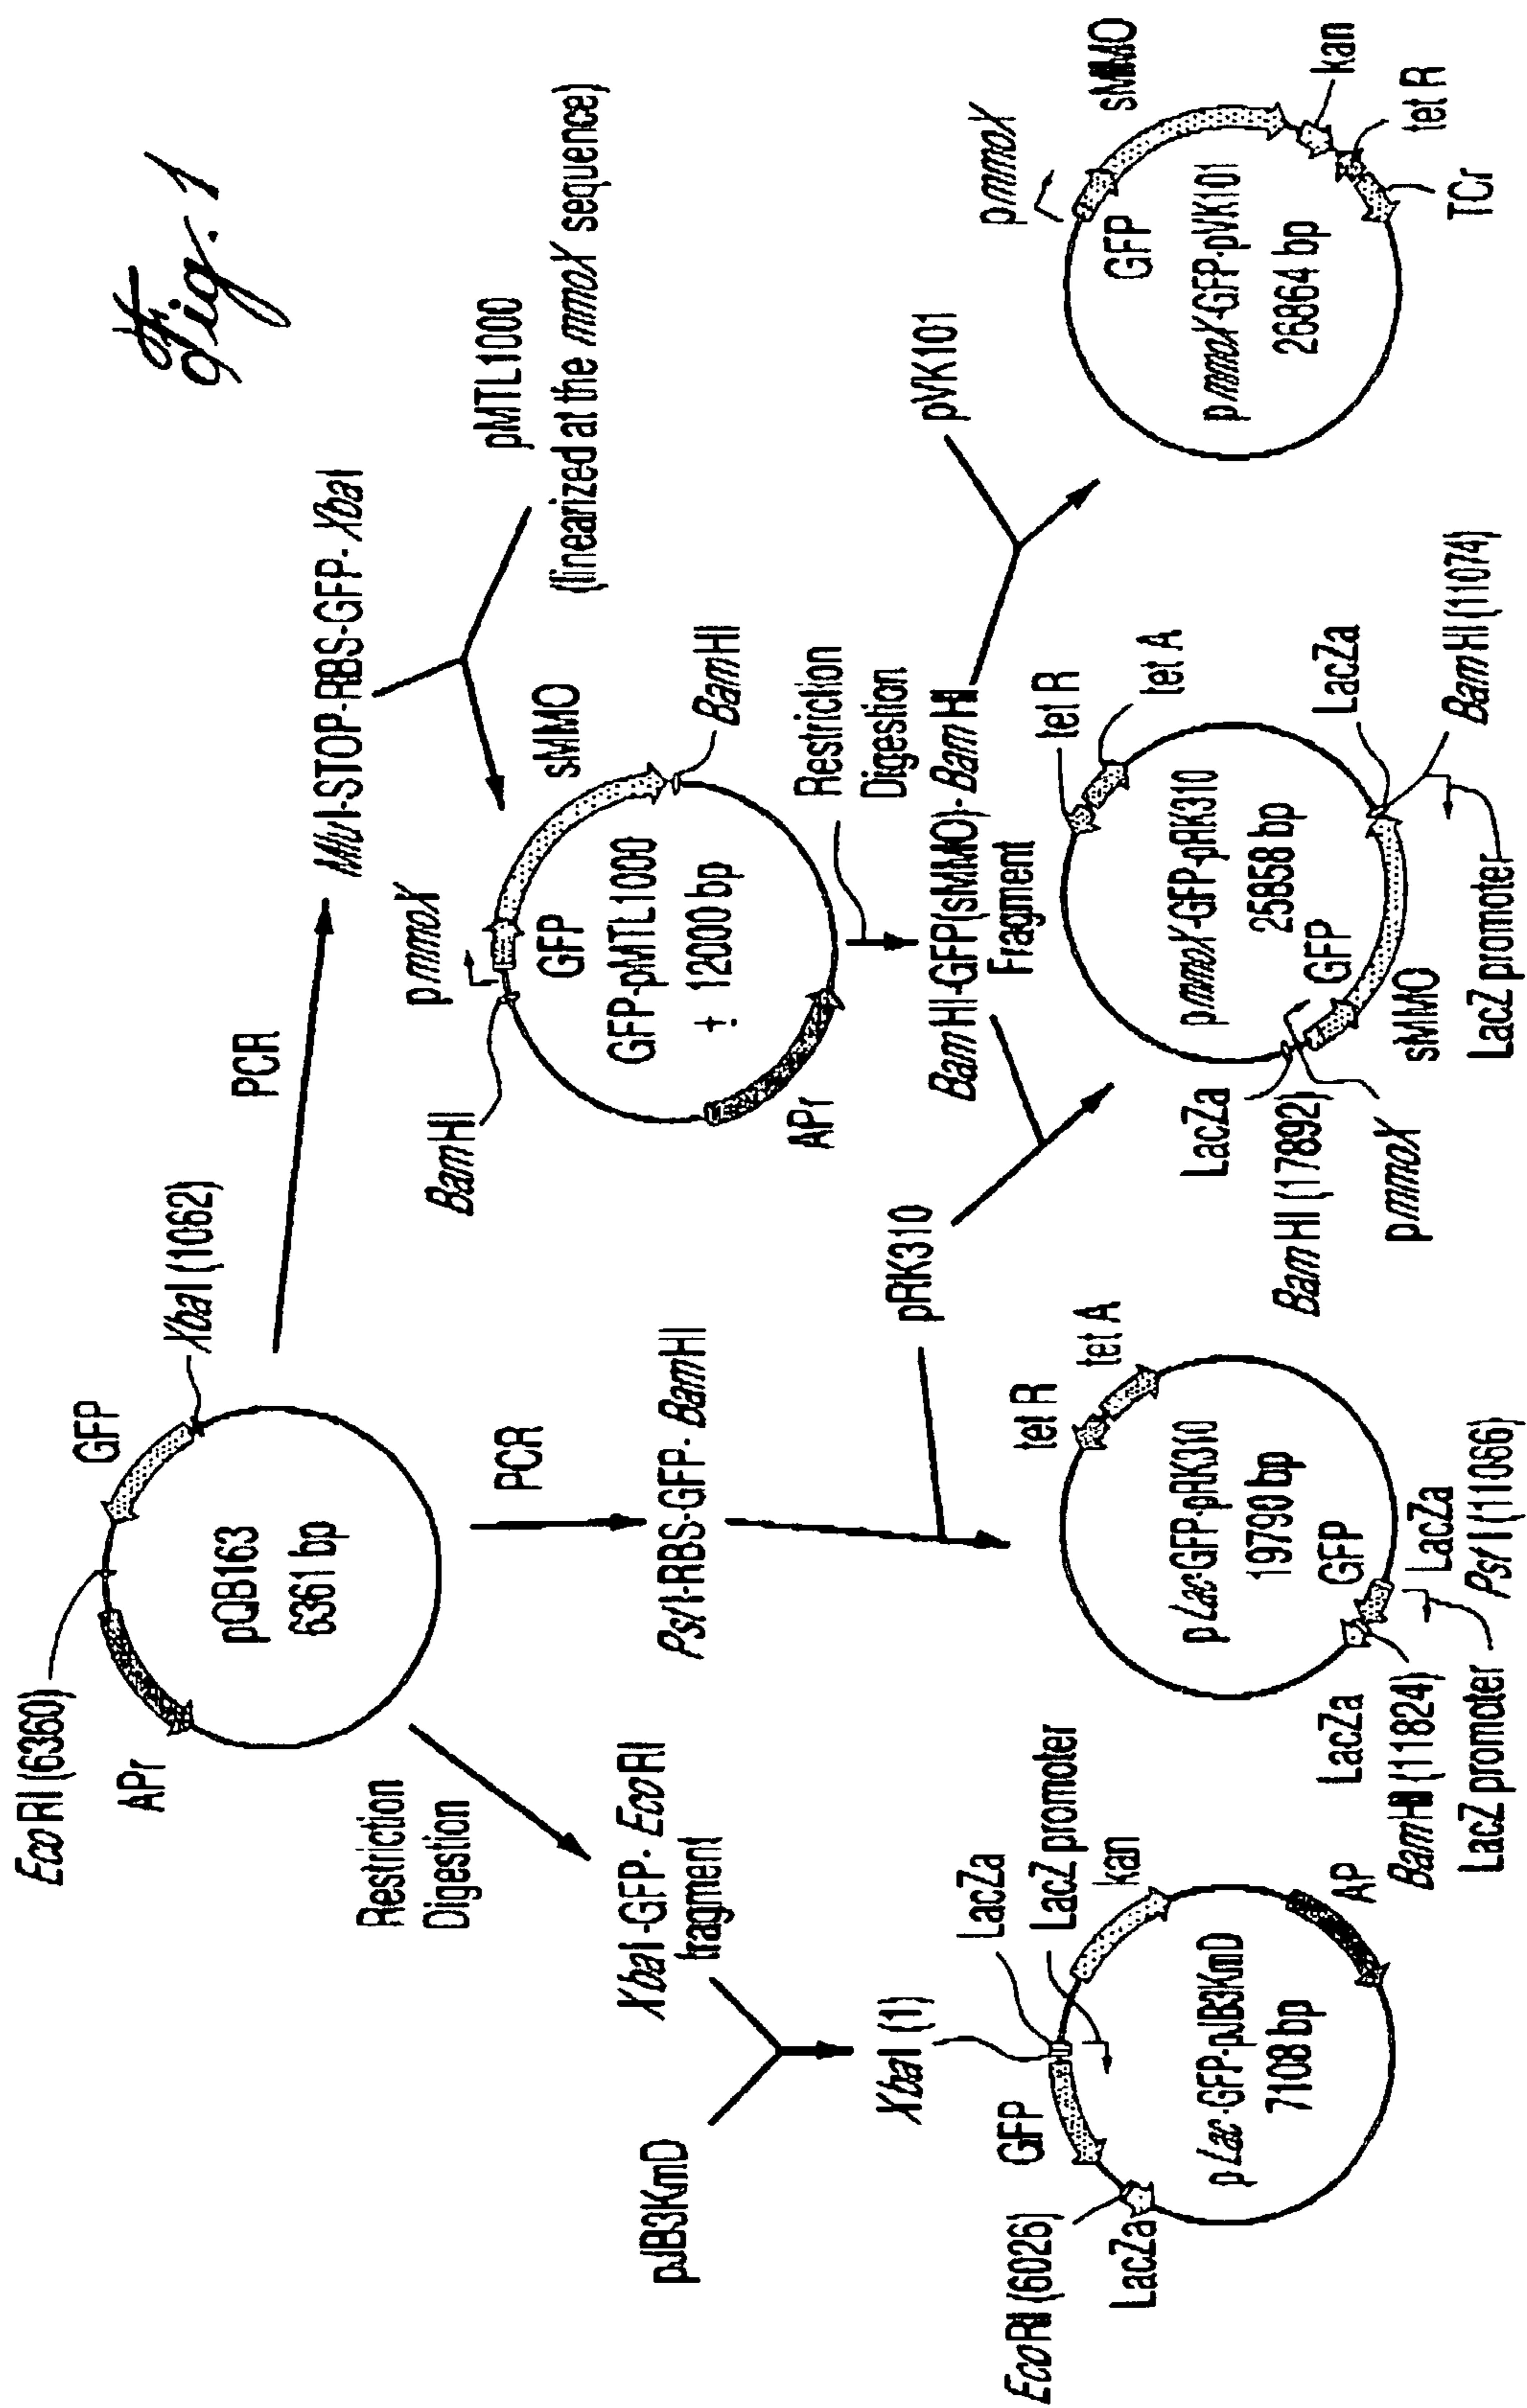 Fig. 1
EcoRI (6360)
GFP
XbaI (1062)
APr
pQB163
6361 bp
PCR
MluI-STOP-RBS-GFP-XbaI
pMTL1000
(linearized at the mmoX sequence)
Restriction
Digestion
PCR
BamHI
pmmoX
sMMO
GFP
GFP-pMTL1000
± 12000 bp
BamHI
APr
XbaI-GFP-EcoRI
fragment
PstI-RBS-GFP-BamHI
Restriction
Digestion
BamHI-GFP(sMMO)-BamHI
Fragment
pJB3KmD
pRK310
pVK101
XbaI (1)
LacZa
LacZ promoter
kan
GFP
EcoRI (6026)
LacZa
pLac-GFP-pJB3KmD
7108 bp
AP
tet R
tet A
pLac-GFP-pRK310
19790 bp
GFP
LacZa
LacZa
BamHI (11824)
PstI (11066)
LacZ promoter
tet R
tet A
pmmoX-GFP-pRK310
25858 bp
LacZa
GFP
LacZa
BamHI (17892)
sMMO
BamHI (11074)
pmmoX
LacZ promoter
pmmoX
sMMO
GFP
pmmoX-GFP-pVK101
26864 bp
kan
tet R
TCr